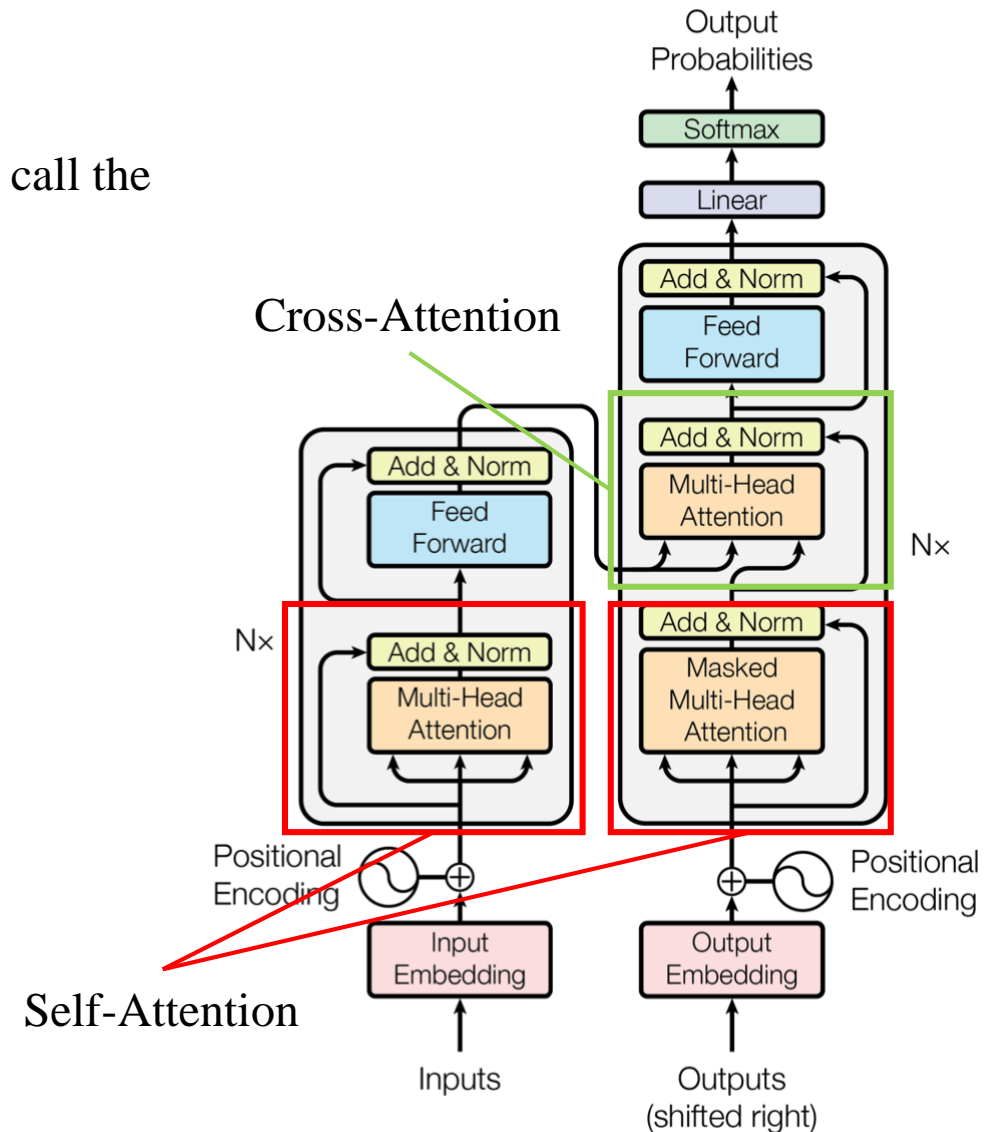 Output
Probabilities
Softmax
call the
Linear
Add & Norm
Cross-Attention
Feed
Forward
Add & Norm
Multi-Head
Attention
Nx
Add & Norm
Feed
Forward
Nx
Add & Norm
Multi-Head
Attention
Add & Norm
Masked
Multi-Head
Attention
Positional
Encoding
Positional
Encoding
Input
Embedding
Output
Embedding
Self-Attention
Inputs
Outputs
(shifted right)